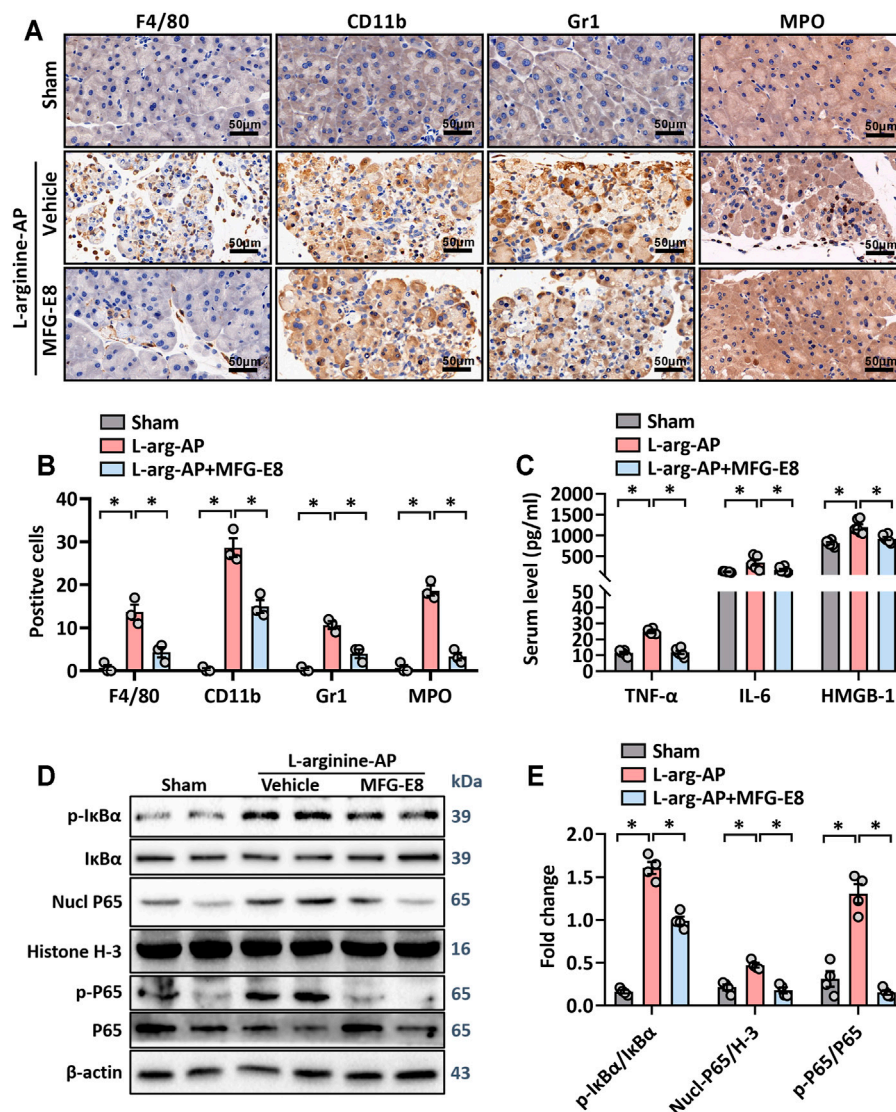 A
F4/80 CD11b Gr1 MPO
Sham
50μm 50μm 50μm 50μm
L-arginine-AP
Vehicle
50μm 50μm 50μm 50μm
MFG-E8
50μm 50μm 50μm 50μm
B
Sham
L-arg-AP
L-arg-AP+MFG-E8
Postitve cells
40
30
20
10
0
* * * * * * * *
F4/80 CD11b Gr1 MPO
C
Sham
L-arg-AP
L-arg-AP+MFG-E8
Serum level (pg/ml)
2000
1500
1000
500
50
40
30
20
10
0
* * * * * *
TNF-α IL-6 HMGB-1
D
L-arginine-AP
Sham Vehicle MFG-E8 kDa
p-IκBα 39
IκBα 39
Nucl P65 65
Histone H-3 16
p-P65 65
P65 65
β-actin 43
E
Sham
L-arg-AP
L-arg-AP+MFG-E8
Fold change
2.0
1.5
1.0
0.5
0.0
* * * * * *
p-IκBα/IκBα
Nucl-P65/H-3
p-P65/P65